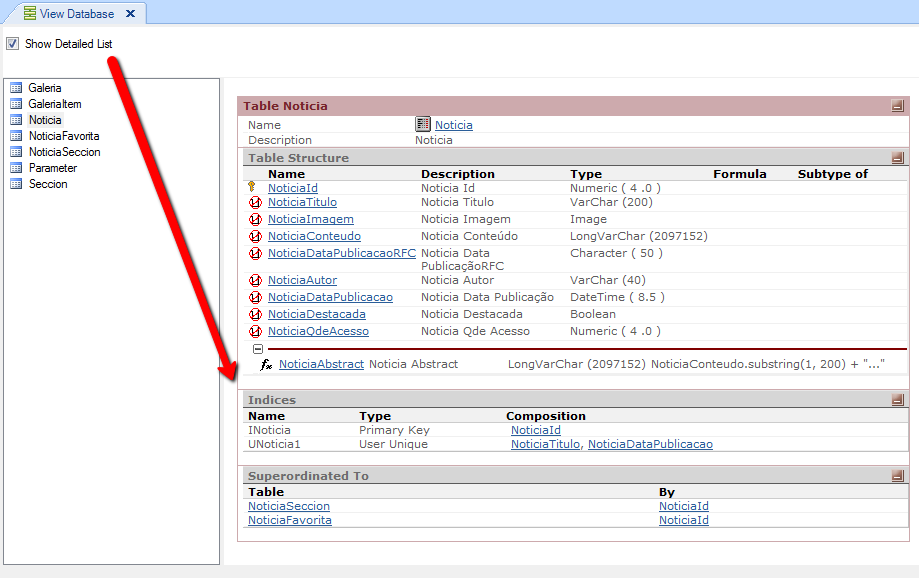 View Database
Show Detailed List
Galeria
GaleriaItem
Noticia
NoticiaFavorita
NoticiaSeccion
Parameter
Seccion
Table Noticia
Name Noticia
Description Noticia
Table Structure
Name Description Type Formula Subtype of
NoticiaId Noticia Id Numeric ( 4 .0 )
NoticiaTitulo Noticia Titulo VarChar (200)
NoticiaImagem Noticia Imagem Image
NoticiaConteudo Noticia Conteúdo LongVarChar (2097152)
NoticiaDataPublicacaoRFC Noticia Data
PublicaçãoRFC Character ( 50 )
NoticiaAutor Noticia Autor VarChar (40)
NoticiaDataPublicacao Noticia Data Publicação DateTime ( 8.5 )
NoticiaDestacada Noticia Destacada Boolean
NoticiaQdeAcesso Noticia Qde Acesso Numeric ( 4 .0 )
fx NoticiaAbstract Noticia Abstract LongVarChar (2097152) NoticiaConteudo.substring(1, 200) + "..."
Indices
Name Type Composition
INoticia Primary Key NoticiaId
UNoticia1 User Unique NoticiaTitulo, NoticiaDataPublicacao
Superordinated To
Table By
NoticiaSeccion NoticiaId
NoticiaFavorita NoticiaId